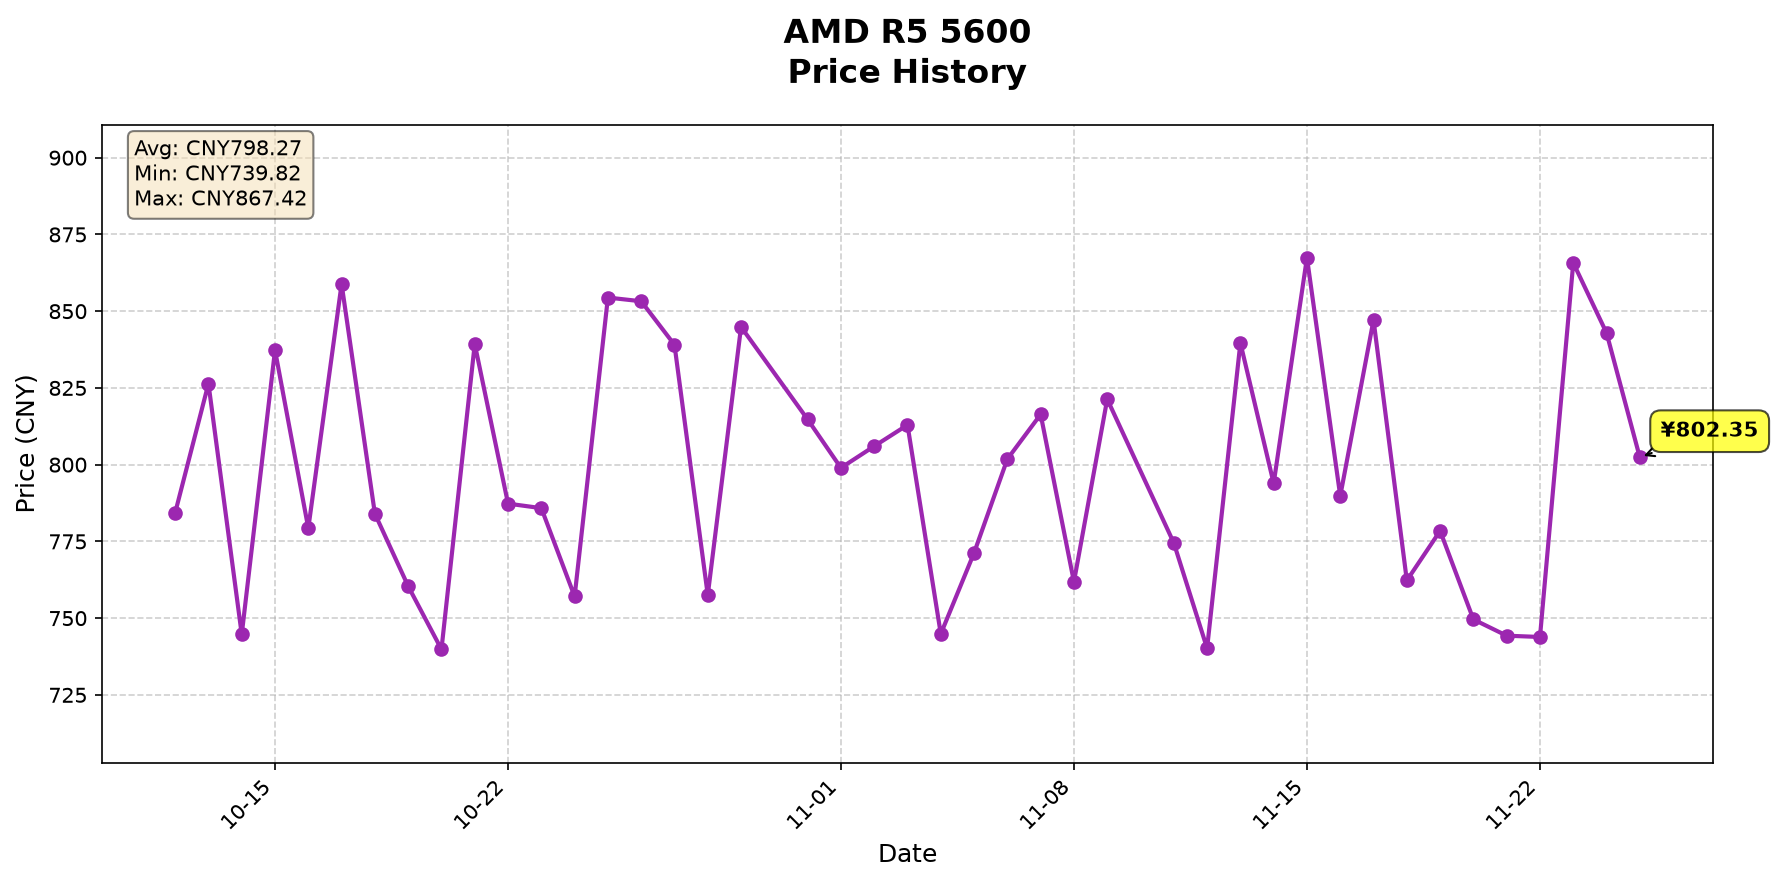 AMD R5 5600
Price History
Avg: CNY798.27
Min: CNY739.82
Max: CNY867.42
900
875
850
825
800
775
750
725
Price (CNY)
¥802.35
10-15
10-22
11-01
11-08
11-15
11-22
Date